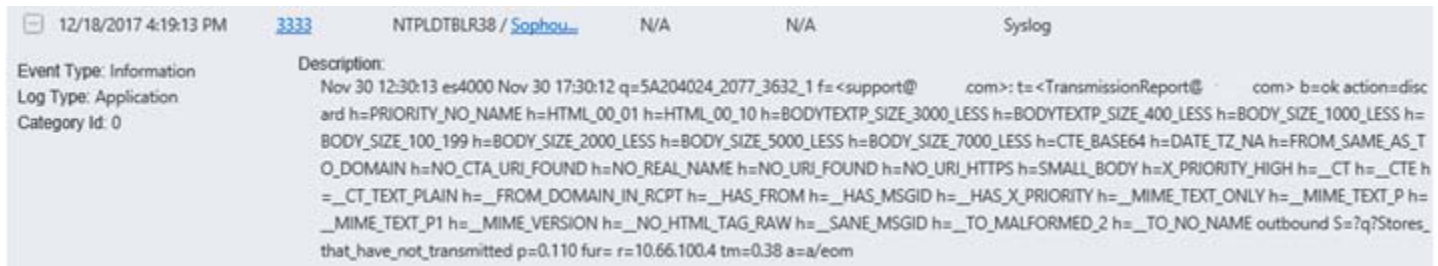 12/18/2017 4:19:13 PM 3333 NTPLDTBLR38 / Sophou... N/A N/A Syslog
Event Type: Information
Log Type: Application
Category Id: 0
Description:
Nov 30 12:30:13 es4000 Nov 30 17:30:12 q=5A204024_2077_3632_1 f=<support@ .com>: t=<TransmissionReport@ .com> b=ok action=disc
ard h=PRIORITY_NO_NAME h=HTML_00_01 h=HTML_00_10 h=BODYTEXTP_SIZE_3000_LESS h=BODYTEXTP_SIZE_400_LESS h=BODY_SIZE_1000_LESS h=
BODY_SIZE_100_199 h=BODY_SIZE_2000_LESS h=BODY_SIZE_5000_LESS h=BODY_SIZE_7000_LESS h=CTE_BASE64 h=DATE_TZ_NA h=FROM_SAME_AS_T
O_DOMAIN h=NO_CTA_URI_FOUND h=NO_REAL_NAME h=NO_URI_FOUND h=NO_URI_HTTPS h=SMALL_BODY h=X_PRIORITY_HIGH h=__CT h=__CTE h
=__CT_TEXT_PLAIN h=__FROM_DOMAIN_IN_RCPT h=__HAS_FROM h=__HAS_MSGID h=__HAS_X_PRIORITY h=__MIME_TEXT_ONLY h=__MIME_TEXT_P h=
__MIME_TEXT_P1 h=__MIME_VERSION h=__NO_HTML_TAG_RAW h=__SANE_MSGID h=__TO_MALFORMED_2 h=__TO_NO_NAME outbound S=?q?Stores_
that_have_not_transmitted p=0.110 fur= r=10.66.100.4 tm=0.38 a=a/eom